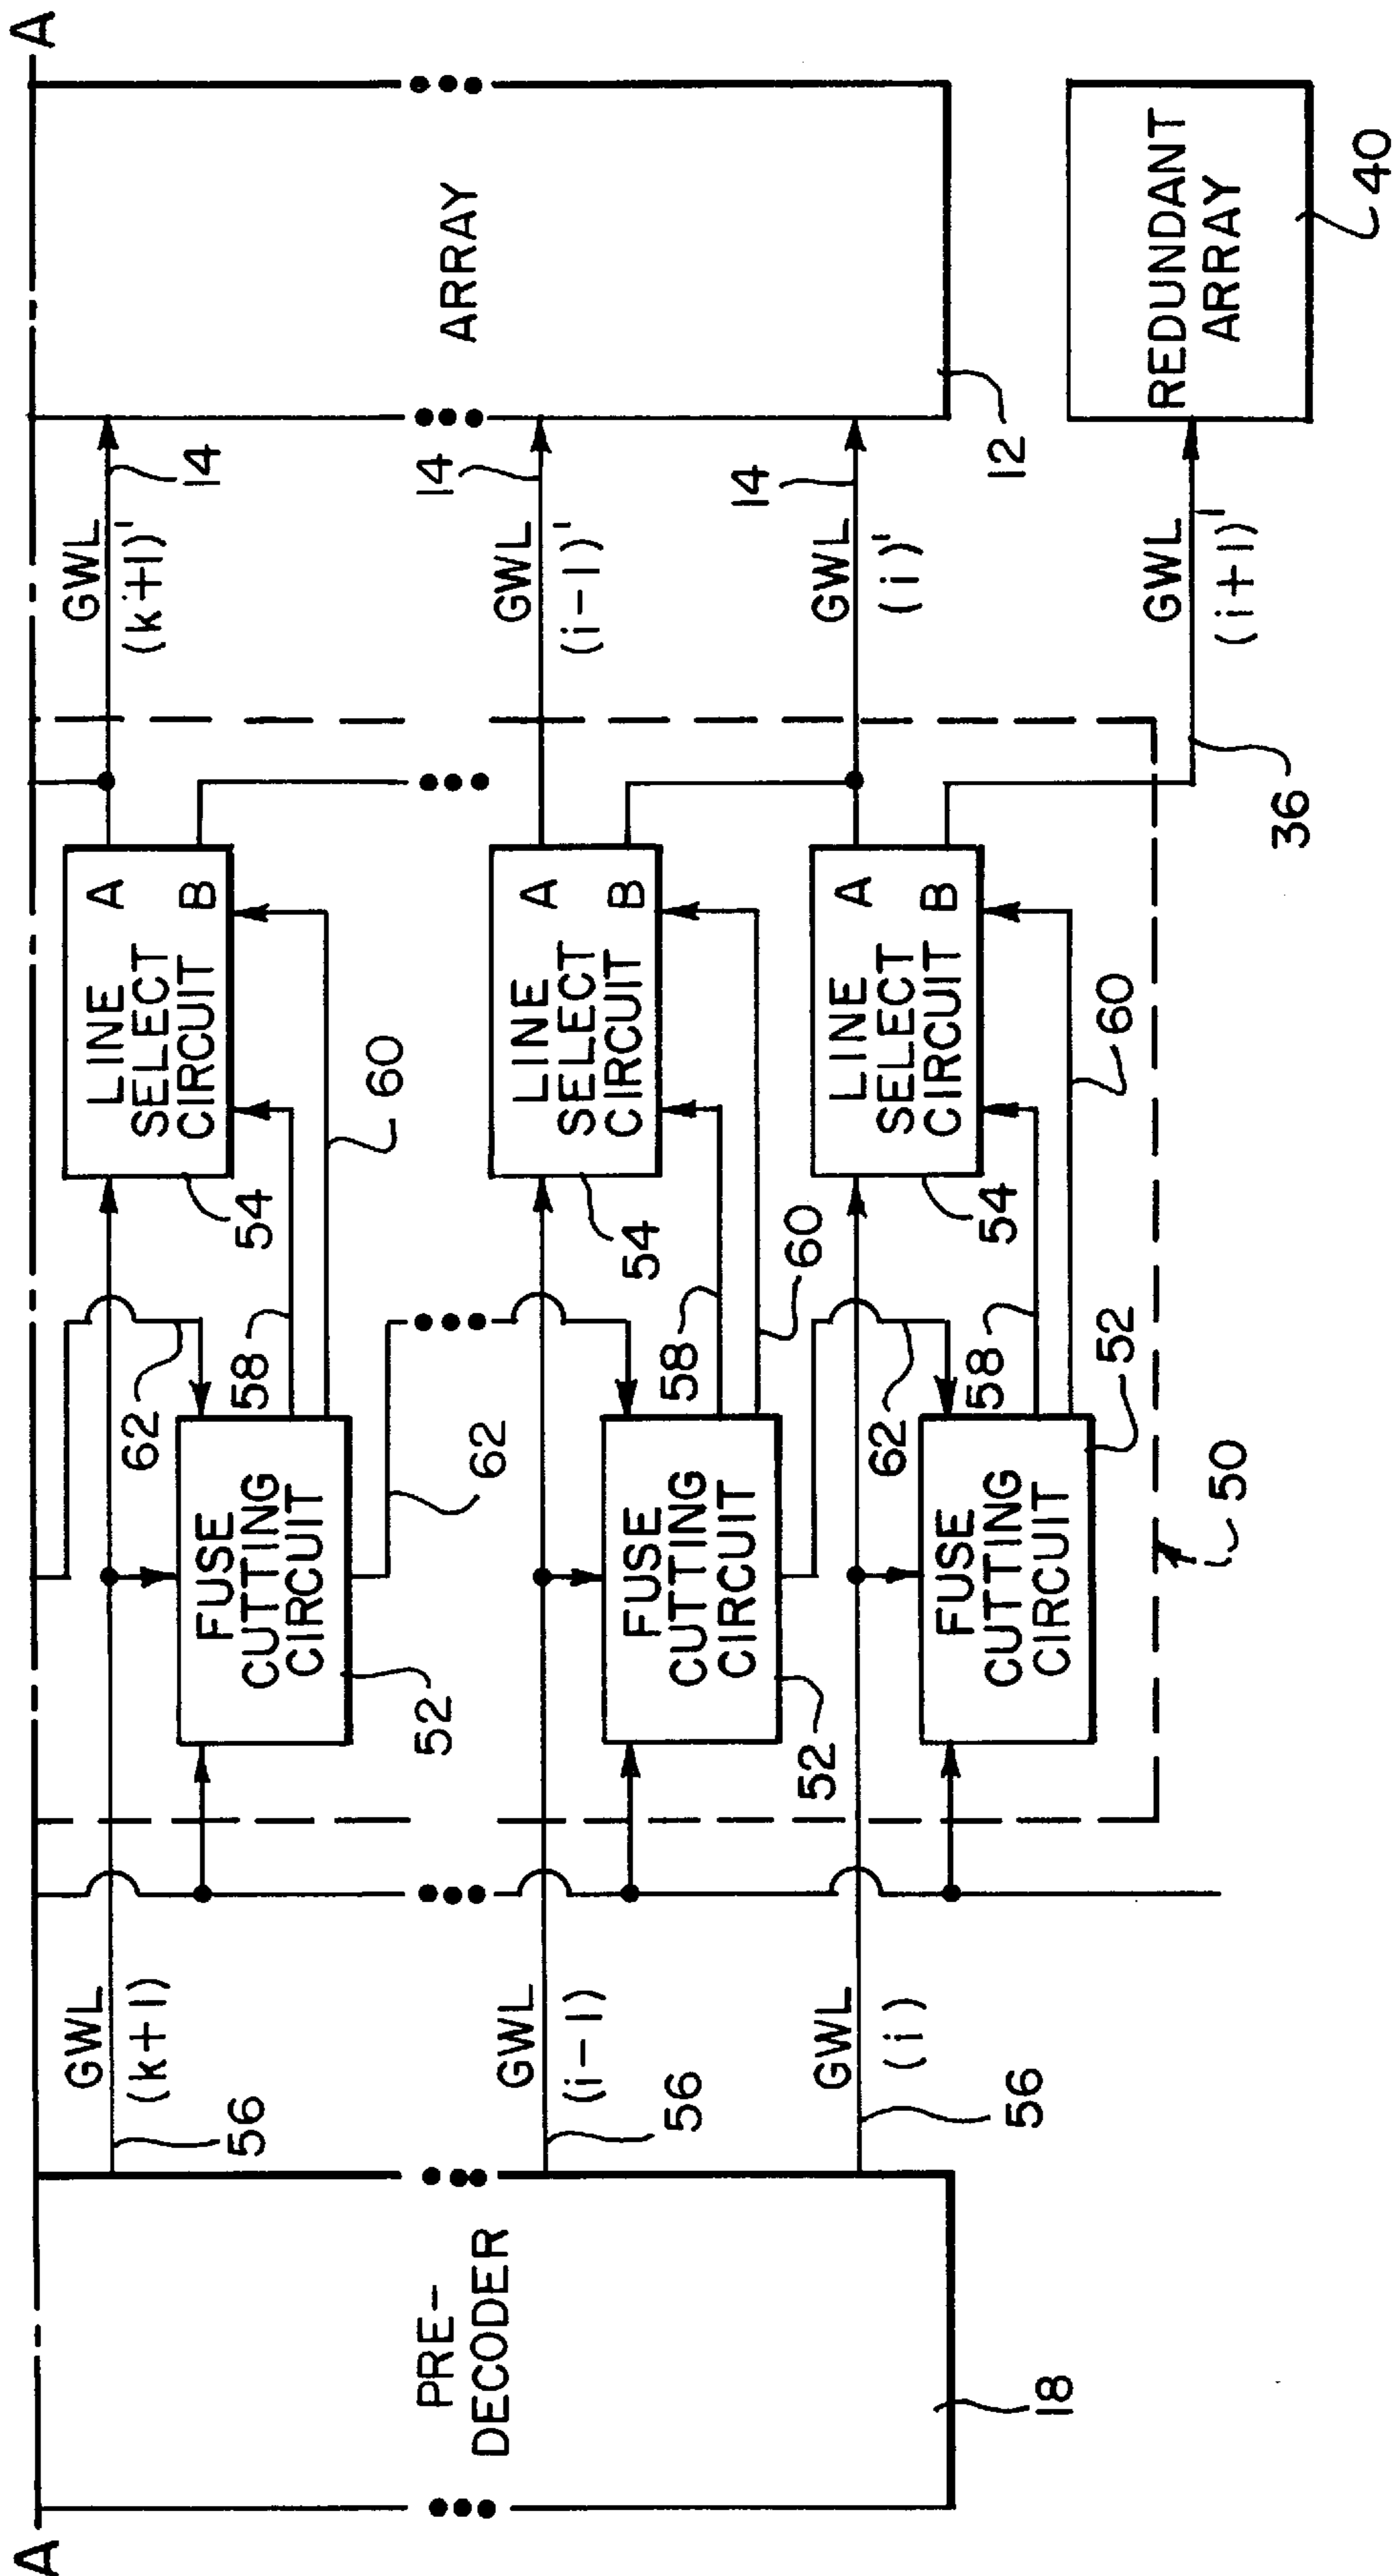 A
A
PRE-
DECODER
18
GWL
(k+1)
56
GWL
(i-1)
56
GWL
(i)
56
FUSE
CUTTING
CIRCUIT
52
62
62
58
60
LINE
SELECT
CIRCUIT
A
B
54
GWL
(k+1)'
14
FUSE
CUTTING
CIRCUIT
52
58
60
LINE
SELECT
CIRCUIT
A
B
54
GWL
(i-1)'
14
FUSE
CUTTING
CIRCUIT
52
62
58
60
LINE
SELECT
CIRCUIT
A
B
54
GWL
(i)'
14
50
36
GWL
(i+1)'
ARRAY
12
REDUNDANT
ARRAY
40